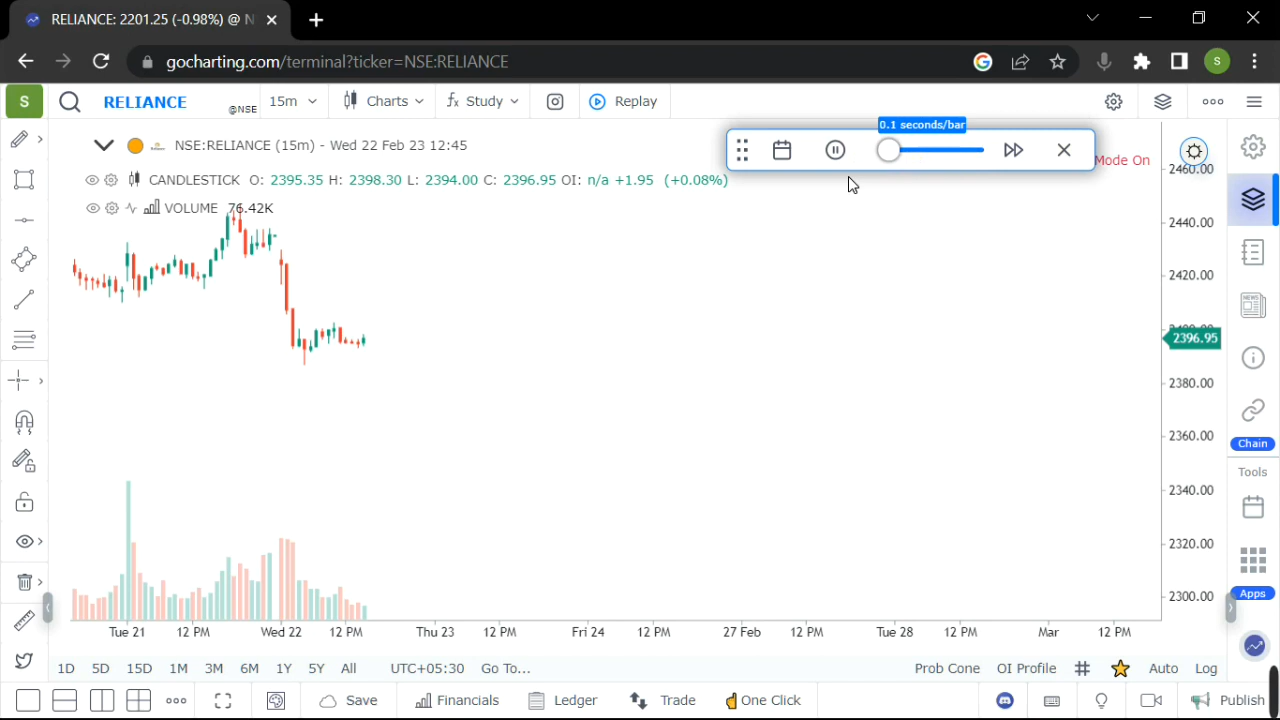 RELIANCE: 2201.25 (-0.98%) @ N
gocharting.com/terminal?ticker=NSE:RELIANCE
S
S RELIANCE @NSE 15m Charts fx Study Replay
0.1 seconds/bar
NSE:RELIANCE (15m) - Wed 22 Feb 23 12:45
Mode On
CANDLESTICK O: 2395.35 H: 2398.30 L: 2394.00 C: 2396.95 OI: n/a +1.95 (+0.08%)
VOLUME 76.42K
2460.00
2440.00
2420.00
2396.95
2380.00
2360.00
2340.00
2320.00
2300.00
NEWS
Chain
Tools
Apps
Tue 21 12 PM Wed 22 12 PM Thu 23 12 PM Fri 24 12 PM 27 Feb 12 PM Tue 28 12 PM Mar 12 PM
1D 5D 15D 1M 3M 6M 1Y 5Y All UTC+05:30 Go To... Prob Cone OI Profile Auto Log
Save Financials Ledger Trade One Click Publish